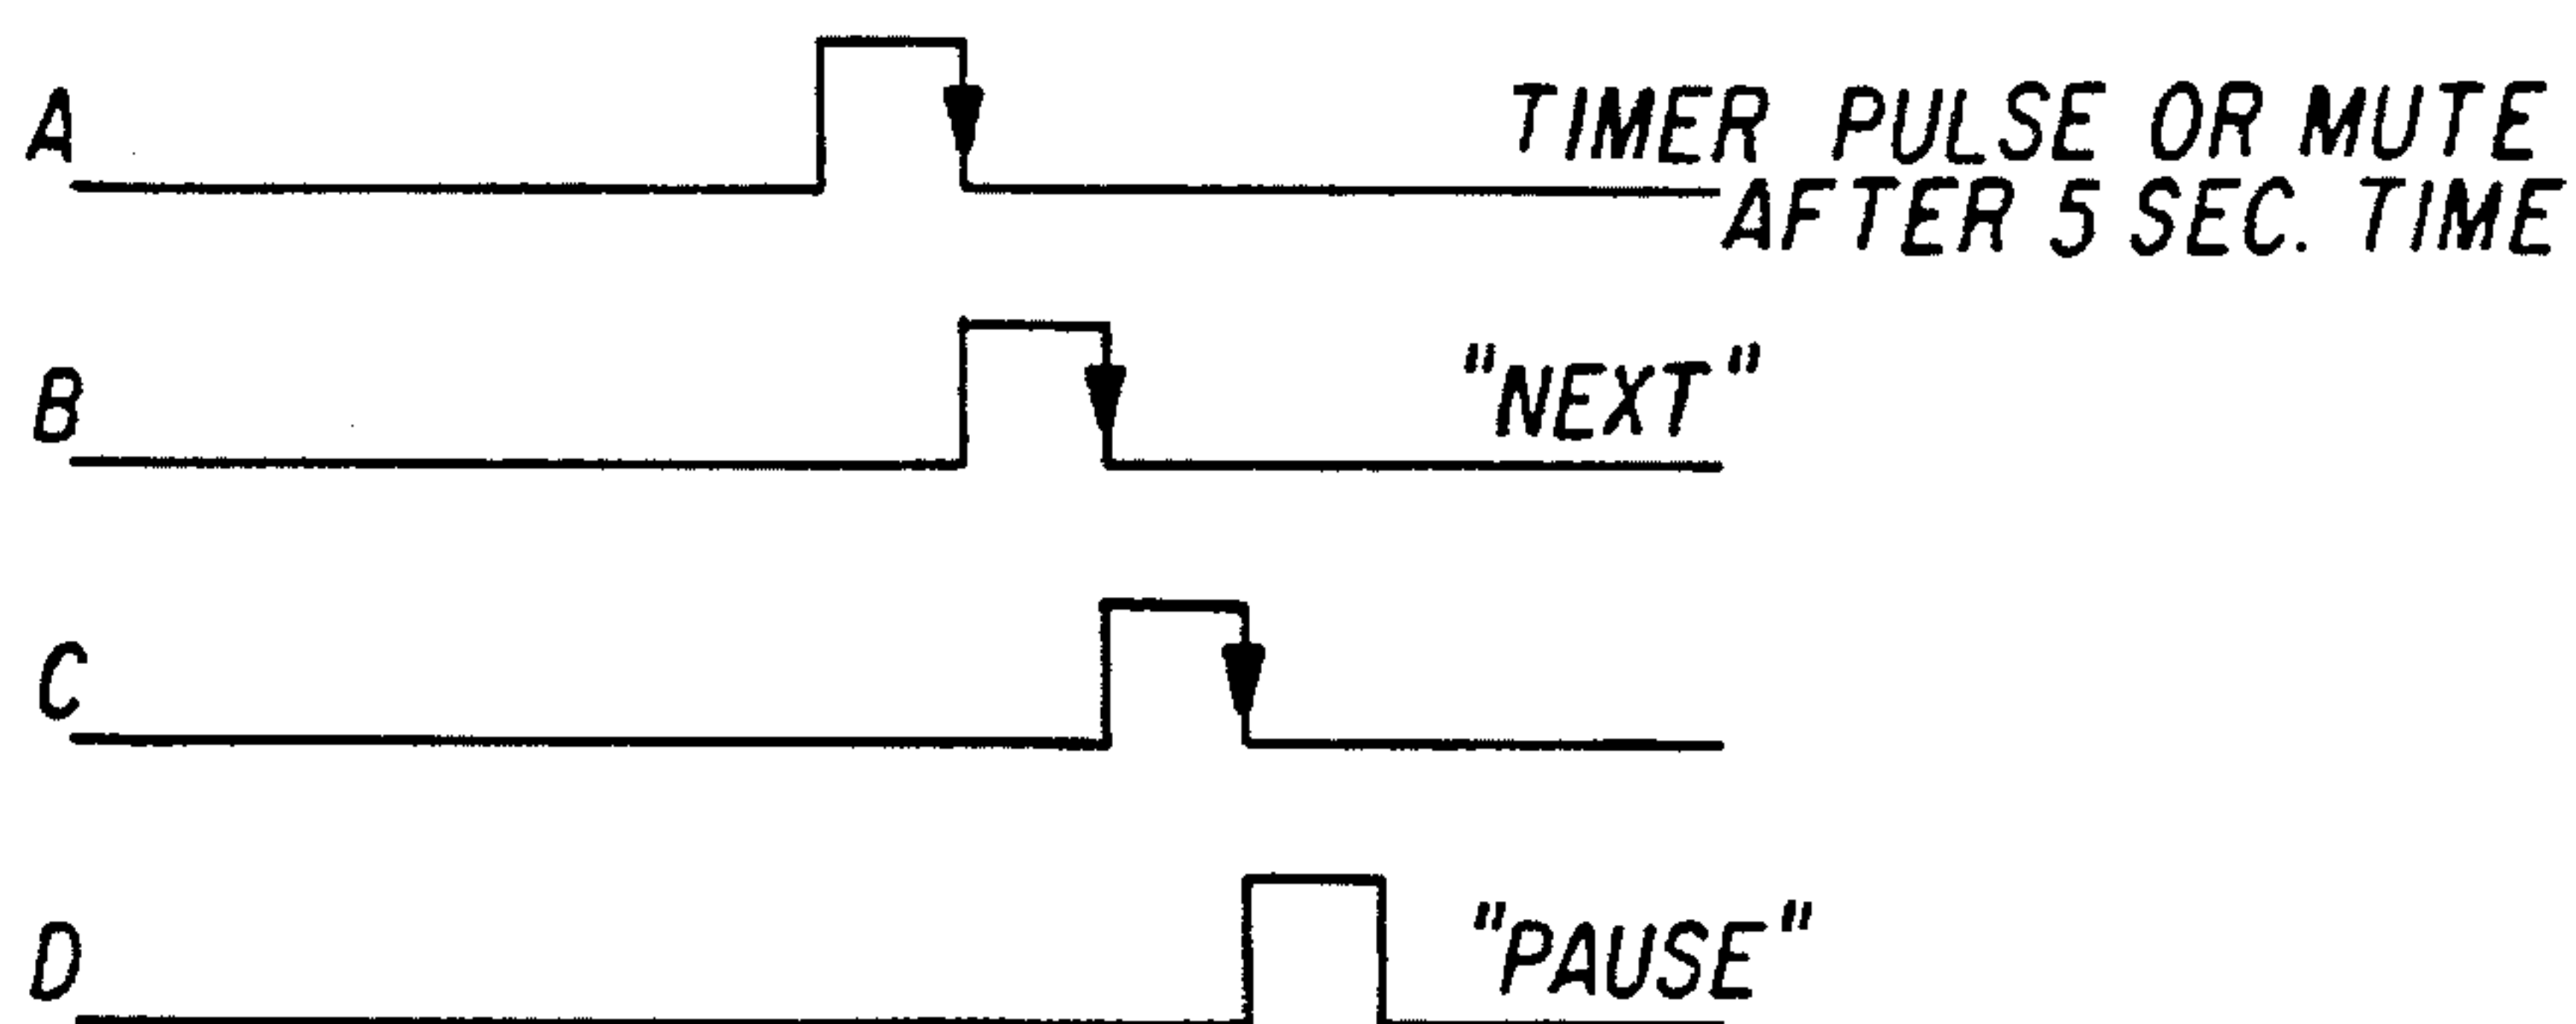 A
TIMER PULSE OR MUTE
AFTER 5 SEC. TIME
B
"NEXT"
C
D
"PAUSE"